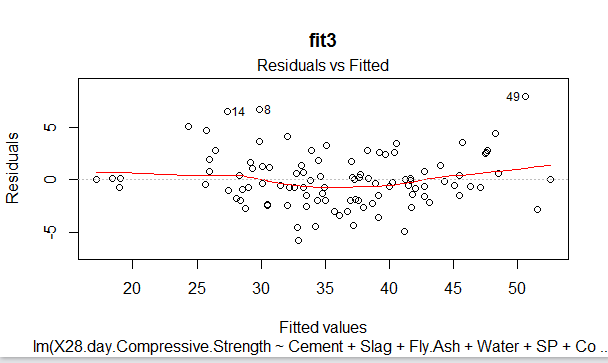 fit3
Residuals vs Fitted
Residuals
5
0
-5
14
8
49
20 25 30 35 40 45 50
Fitted values
lm(X28.day.Compressive.Strength ~ Cement + Slag + Fly.Ash + Water + SP + Co .